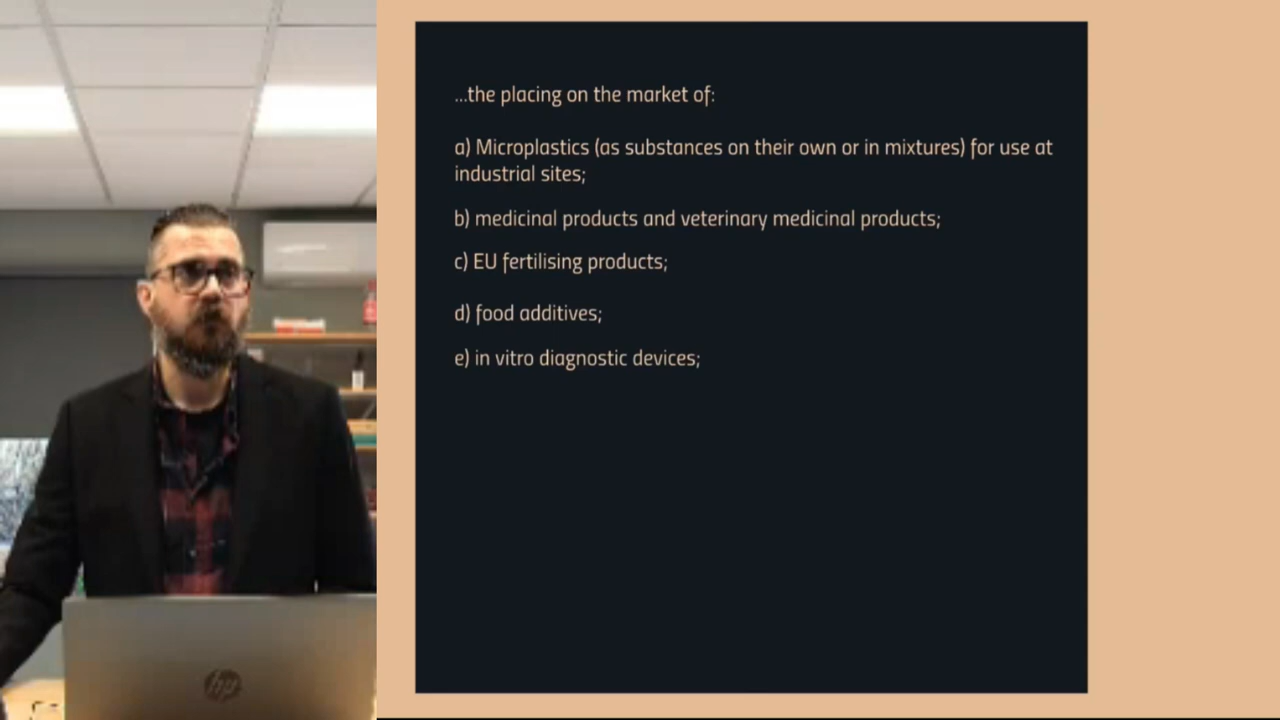 ...the placing on the market of:
a) Microplastics (as substances on their own or in mixtures) for use at
industrial sites;
b) medicinal products and veterinary medicinal products;
c) EU fertilising products;
d) food additives;
e) in vitro diagnostic devices;
hp